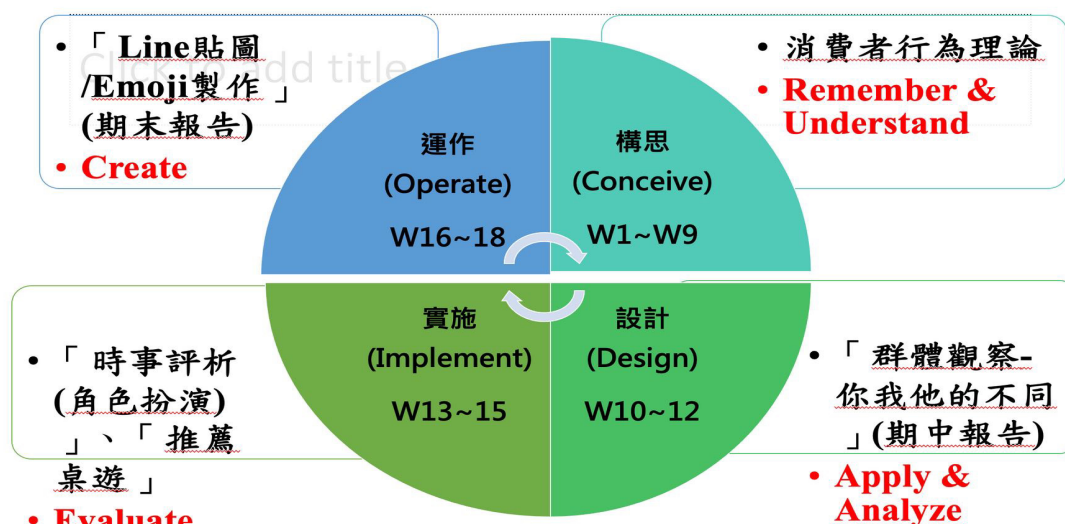 • 「 Line貼圖
/Emoji製作 」
(期末報告)
• Create
Click to add title
• 消費者行為理論
• Remember &
Understand
運作
(Operate)
W16~18
構思
(Conceive)
W1~W9
實施
(Implement)
W13~15
設計
(Design)
W10~12
• 「 時事評析
(角色扮演)
」、「 推薦
桌遊 」
• Evaluate
• 「 群體觀察-
你我他的不同
」(期中報告)
• Apply &
Analyze